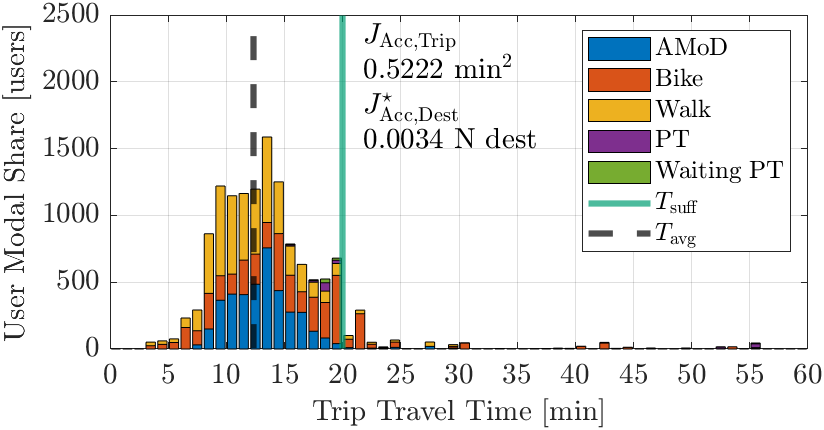 2500
2000
1500
1000
500
0
User Modal Share [users]
J_Acc,Trip
0.5222 min²
J*_Acc,Dest
0.0034 N dest
AMoD
Bike
Walk
PT
Waiting PT
T_suff
T_avg
0 5 10 15 20 25 30 35 40 45 50 55 60
Trip Travel Time [min]